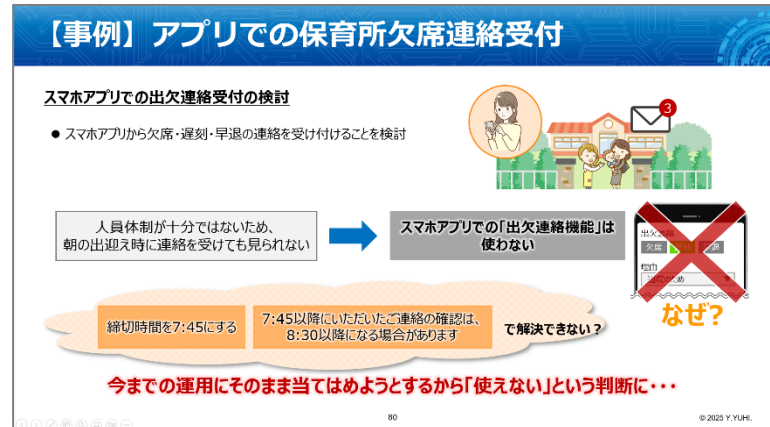 【事例】アプリでの保育所欠席連絡受付
スマホアプリでの出欠連絡受付の検討
● スマホアプリから欠席・遅刻・早退の連絡を受け付けることを検討
3
人員体制が十分ではないため、
朝の出迎え時に連絡を受けても見られない
スマホアプリでの「出欠連絡機能」は
使わない
出欠連絡
欠席
理由
なぜ?
締切時間を7:45にする
7:45以降にいただいたご連絡の確認は、
8:30以降になる場合があります
で解決できない?
今までの運用にそのまま当てはめようとするから「使えない」という判断に・・・
80
© 2025 Y.YUHI.